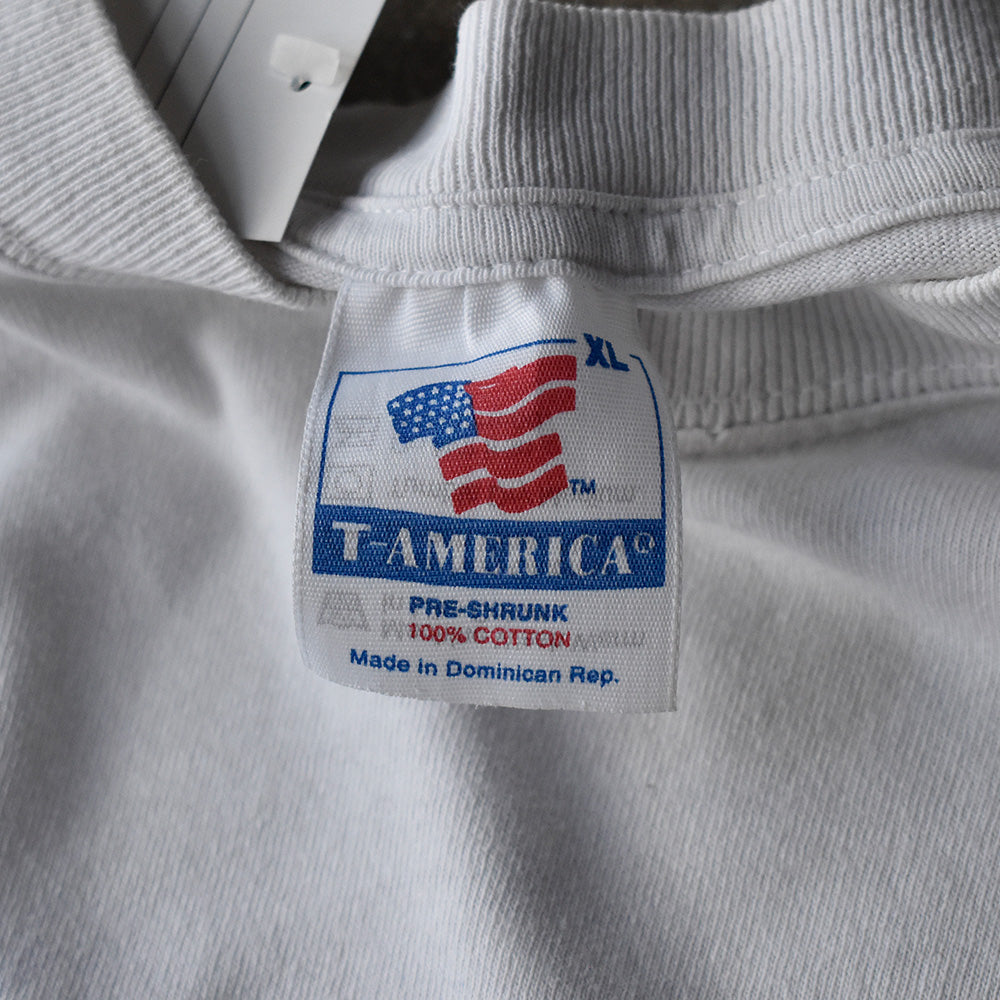 XL
TM
T-AMERICA®
PRE-SHRUNK
100% COTTON
Made in Dominican Rep.